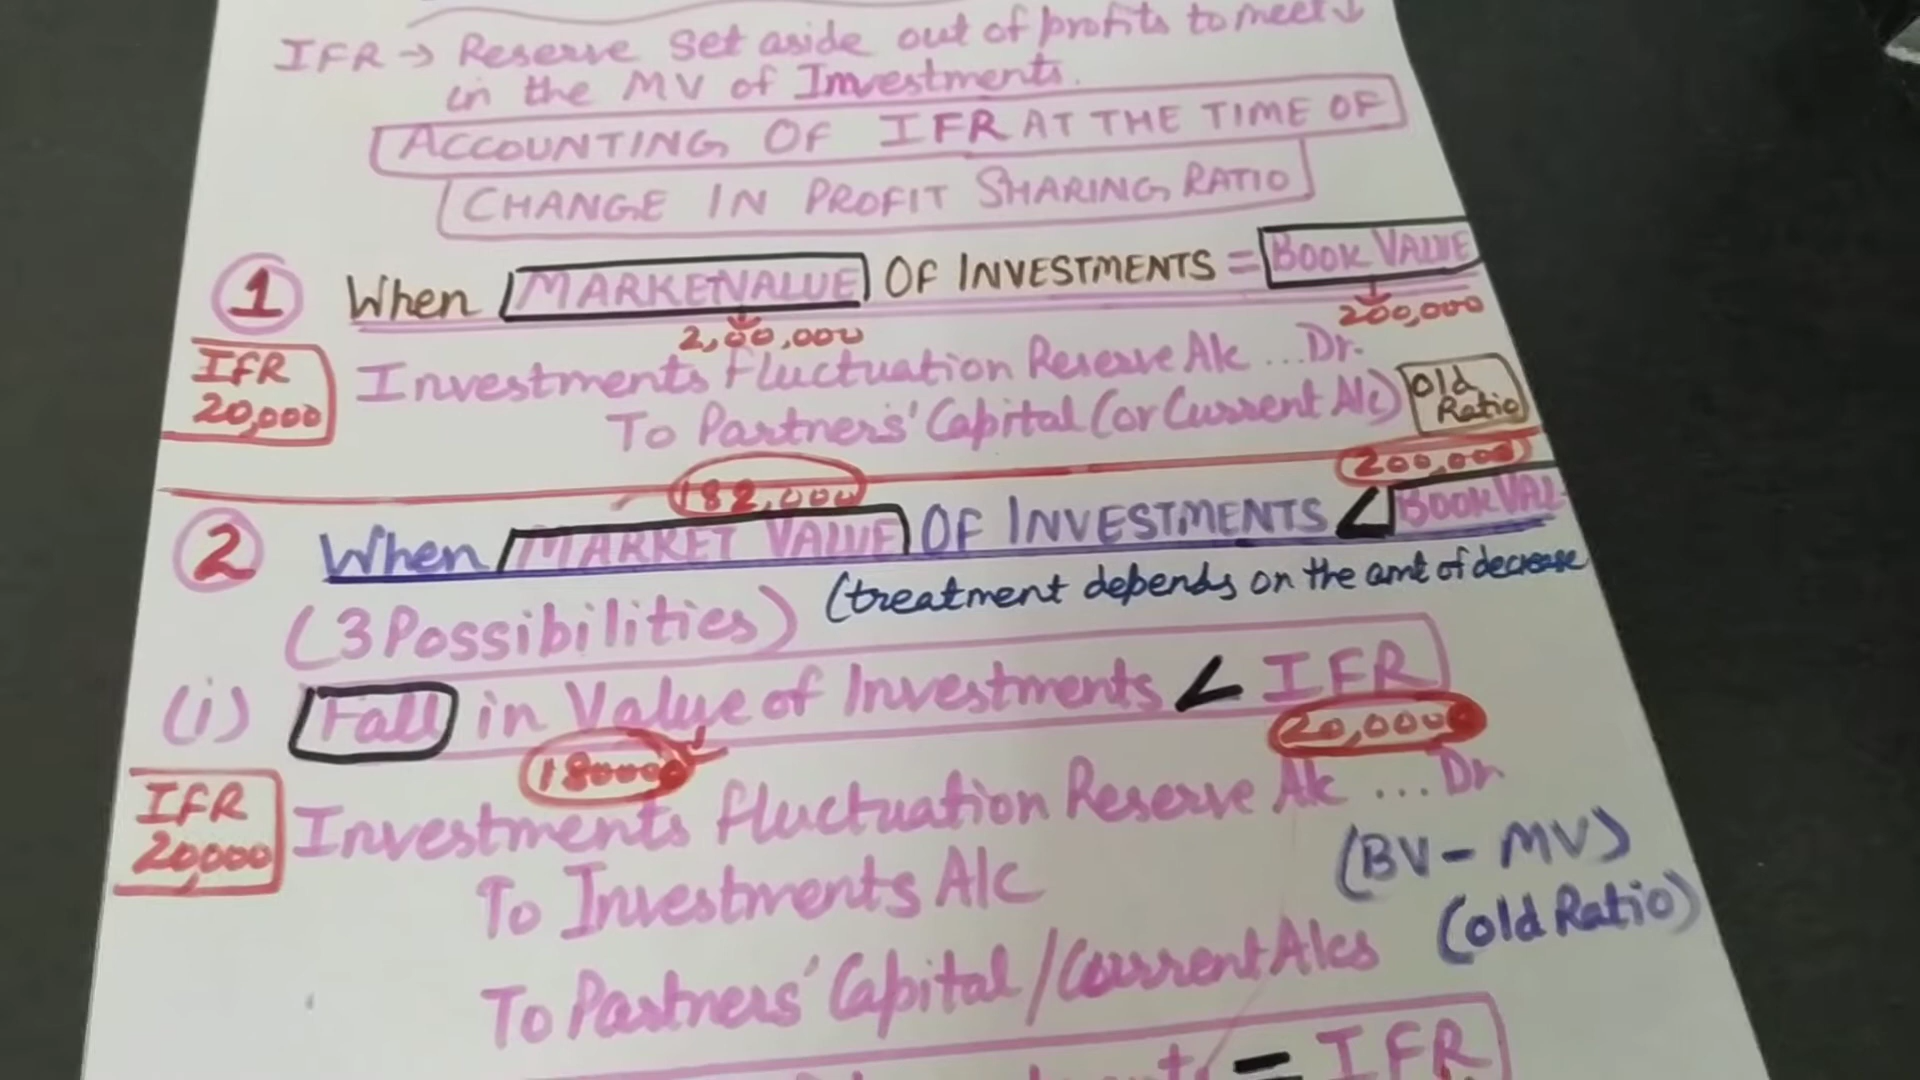 IFR → Reserve set aside out of profits to meet ↓
in the MV of Investments.
ACCOUNTING OF IFR AT THE TIME OF
CHANGE IN PROFIT SHARING RATIO
1 When MARKET VALUE OF INVESTMENTS = BOOK VALUE
2,00,000 200,000
IFR
20,000
Investments Fluctuation Reserve A/c ... Dr.
To Partners' Capital (or Current A/c) Old Ratio
182,000 200,000
2 When MARKET VALUE OF INVESTMENTS < BOOK VAL
(3 Possibilities) (treatment depends on the amt of decrease
(i) Fall in Value of Investments < IFR
18000 20,000
IFR
20,000
Investments Fluctuation Reserve A/c ... Dr
To Investments A/c (BV - MV)
To Partners' Capital / Current A/cs (old Ratio)
= IFR